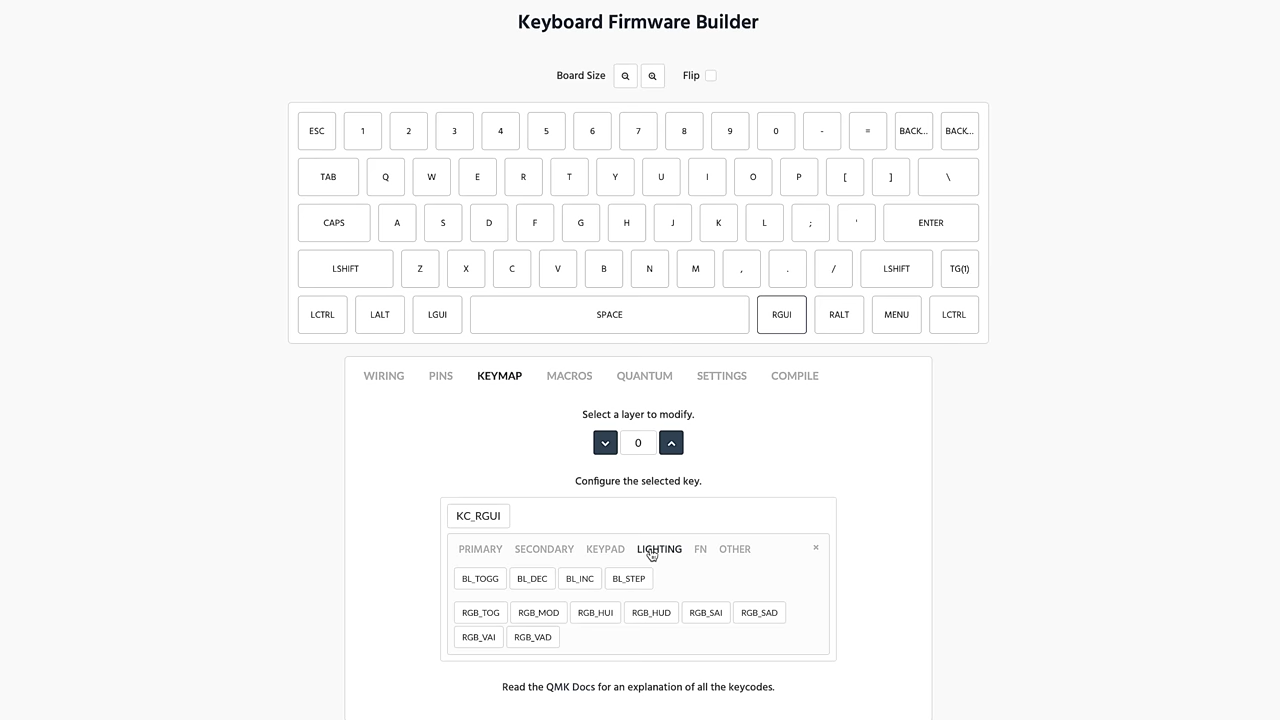 Keyboard Firmware Builder
Board Size Flip
ESC 1 2 3 4 5 6 7 8 9 0 - = BACK... BACK...
TAB Q W E R T Y U I O P [ ] \
CAPS A S D F G H J K L ; ' ENTER
LSHIFT Z X C V B N M , . / LSHIFT TG(1)
LCTRL LALT LGUI SPACE RGUI RALT MENU LCTRL
WIRING PINS KEYMAP MACROS QUANTUM SETTINGS COMPILE
Select a layer to modify.
0
Configure the selected key.
KC_RGUI
PRIMARY SECONDARY KEYPAD LIGHTING FN OTHER ×
BL_TOGG BL_DEC BL_INC BL_STEP
RGB_TOG RGB_MOD RGB_HUI RGB_HUD RGB_SAI RGB_SAD
RGB_VAI RGB_VAD
Read the QMK Docs for an explanation of all the keycodes.